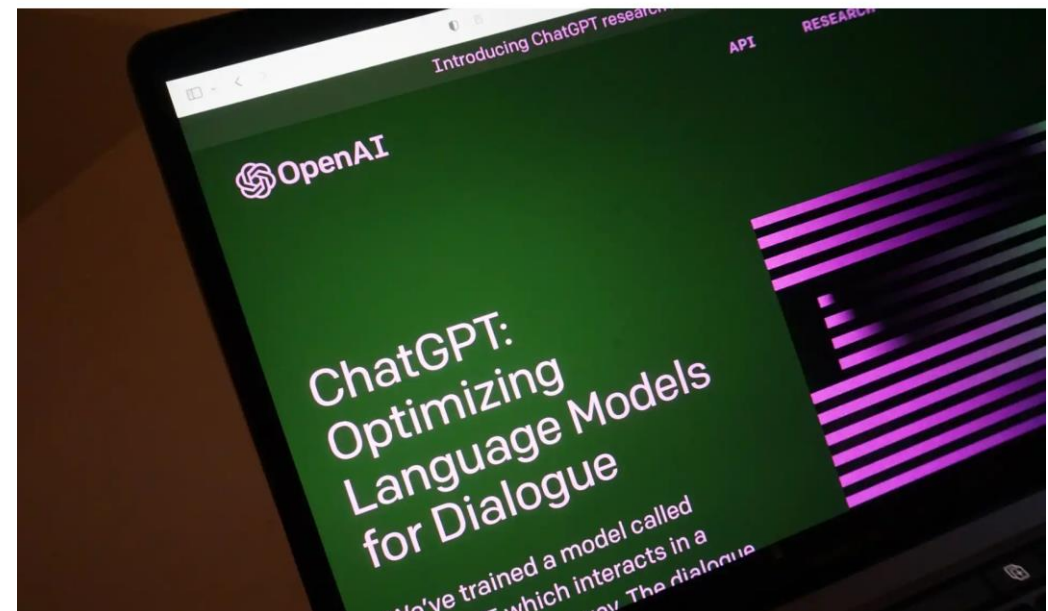 Introducing ChatGPT research
API
RESEARCH
OpenAI
ChatGPT:
Optimizing
Language Models
for Dialogue
We've trained a model called
which interacts in a
The dialogue